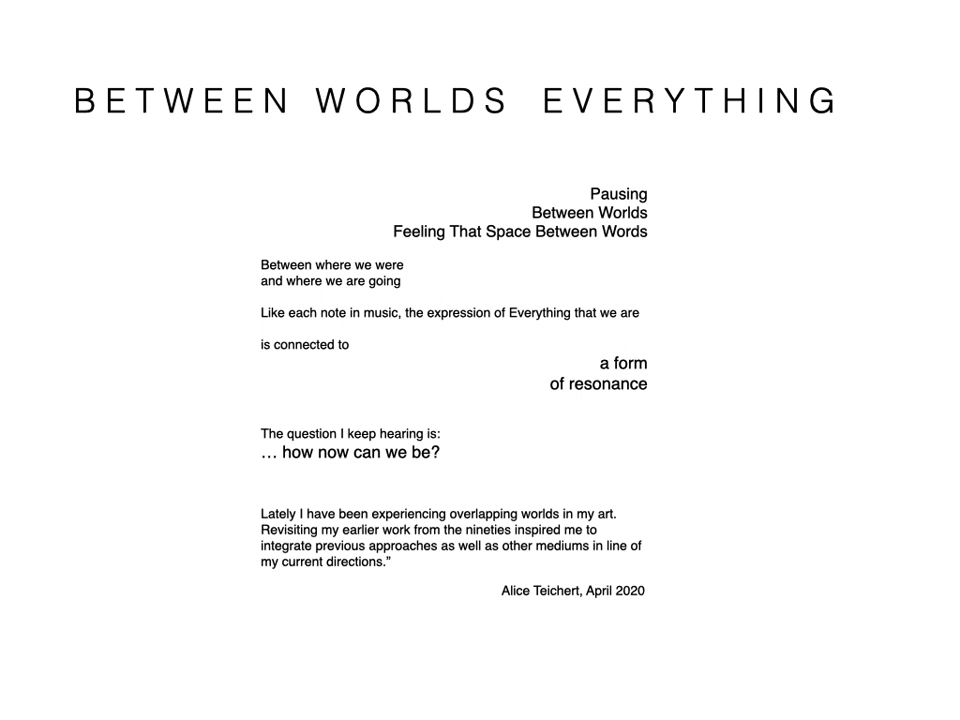 BETWEEN WORLDS EVERYTHING
Pausing
Between Worlds
Feeling That Space Between Words
Between where we were
and where we are going
Like each note in music, the expression of Everything that we are
is connected to
a form
of resonance
The question I keep hearing is:
… how now can we be?
Lately I have been experiencing overlapping worlds in my art.
Revisiting my earlier work from the nineties inspired me to
integrate previous approaches as well as other mediums in line of
my current directions.”
Alice Teichert, April 2020